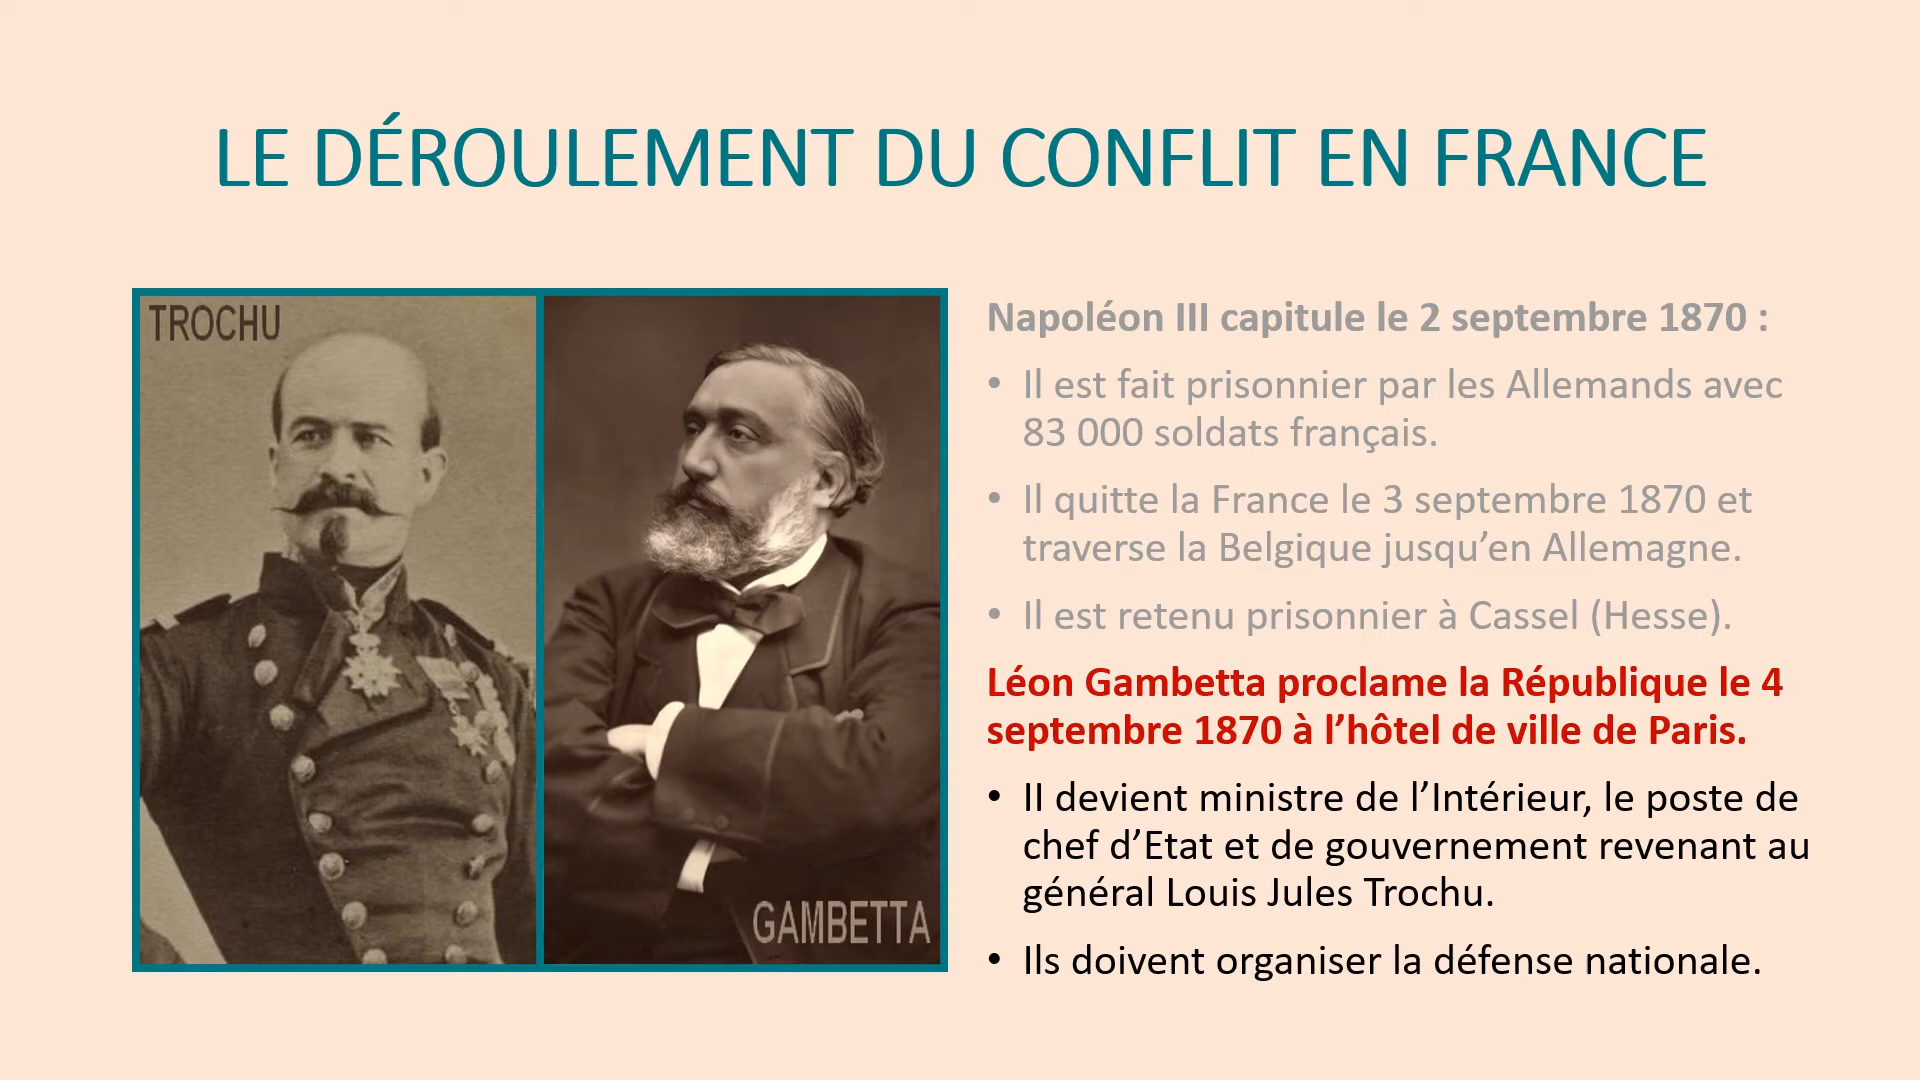 LE DÉROULEMENT DU CONFLIT EN FRANCE
TROCHU
GAMBETTA
Napoléon III capitule le 2 septembre 1870 :
• Il est fait prisonnier par les Allemands avec
83 000 soldats français.
• Il quitte la France le 3 septembre 1870 et
traverse la Belgique jusqu’en Allemagne.
• Il est retenu prisonnier à Cassel (Hesse).
Léon Gambetta proclame la République le 4
septembre 1870 à l’hôtel de ville de Paris.
• II devient ministre de l’Intérieur, le poste de
chef d’Etat et de gouvernement revenant au
général Louis Jules Trochu.
• Ils doivent organiser la défense nationale.